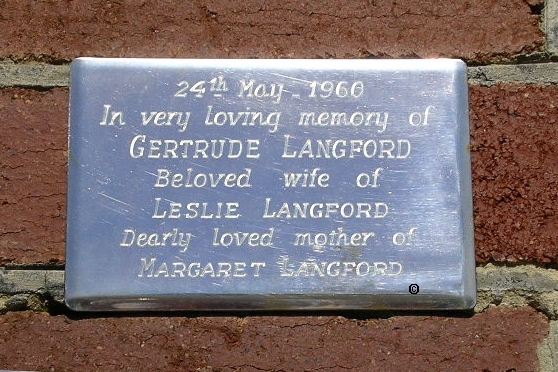 24th May - 1960
In very loving memory of
GERTRUDE LANGFORD
Beloved wife of
LESLIE LANGFORD
Dearly loved mother of
MARGARET LANGFORD
©